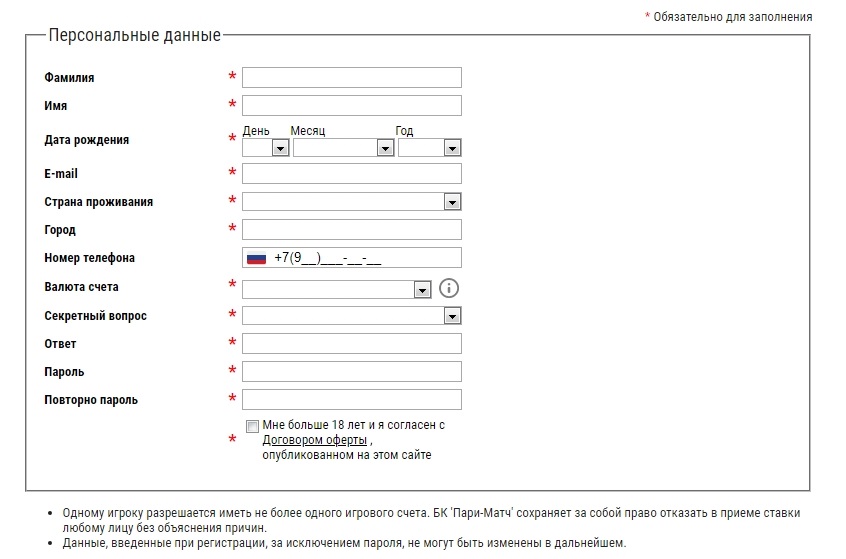 * Обязательно для заполнения
Персональные данные
Фамилия *
Имя *
День Месяц Год
Дата рождения *
E-mail *
Страна проживания *
Город *
Номер телефона +7(9__)___-__-__
Валюта счета * i
Секретный вопрос *
Ответ *
Пароль *
Повторно пароль *
Мне больше 18 лет и я согласен с
* Договором оферты ,
опубликованном на этом сайте
• Одному игроку разрешается иметь не более одного игрового счета. БК 'Пари-Матч' сохраняет за собой право отказать в приеме ставки
любому лицу без объяснения причин.
• Данные, введенные при регистрации, за исключением пароля, не могут быть изменены в дальнейшем.